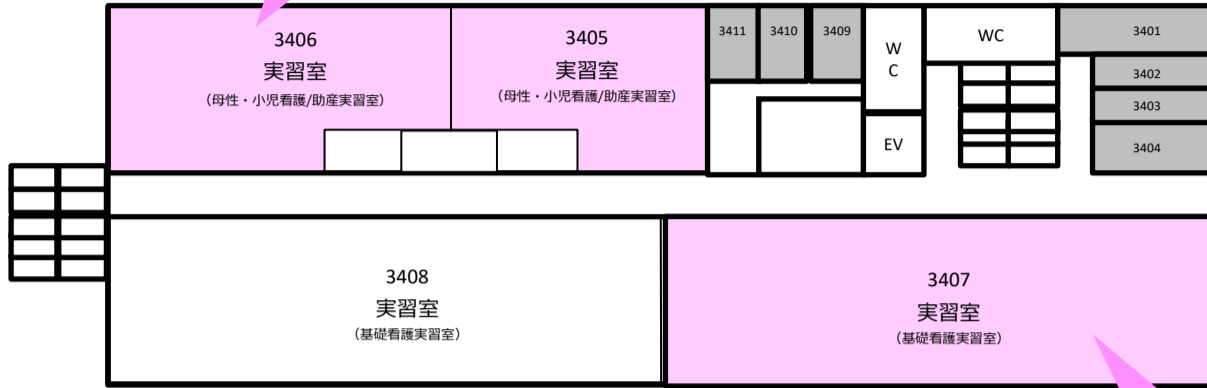 3406
実習室
（母性・小児看護/助産実習室）
3405
実習室
（母性・小児看護/助産実習室）
3411
3410
3409
W
C
EV
WC
3401
3402
3403
3404
3408
実習室
（基礎看護実習室）
3407
実習室
（基礎看護実習室）